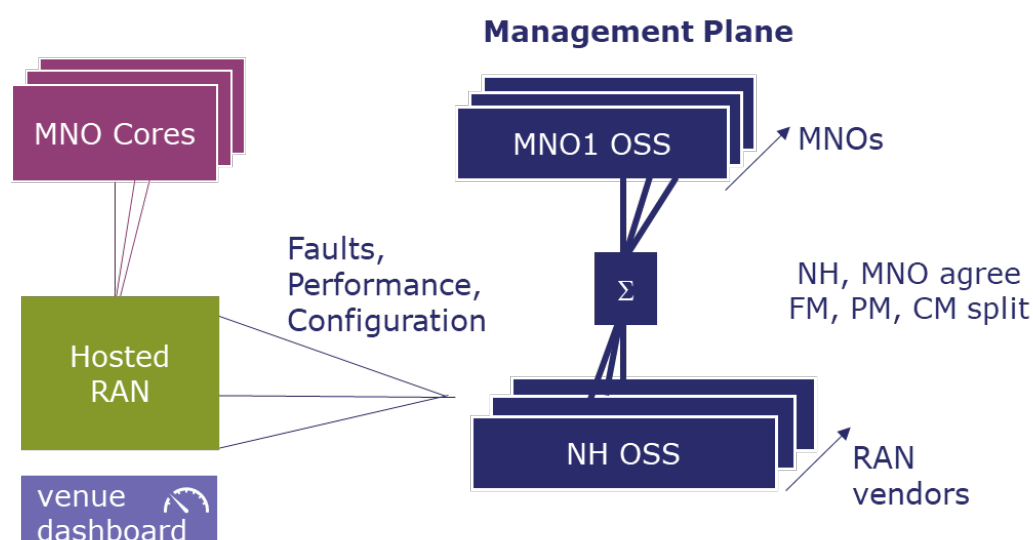 Management Plane
MNO Cores
MNO1 OSS
MNOs
Faults,
Performance,
Configuration
Σ
NH, MNO agree
FM, PM, CM split
Hosted
RAN
NH OSS
RAN
vendors
venue
dashboard